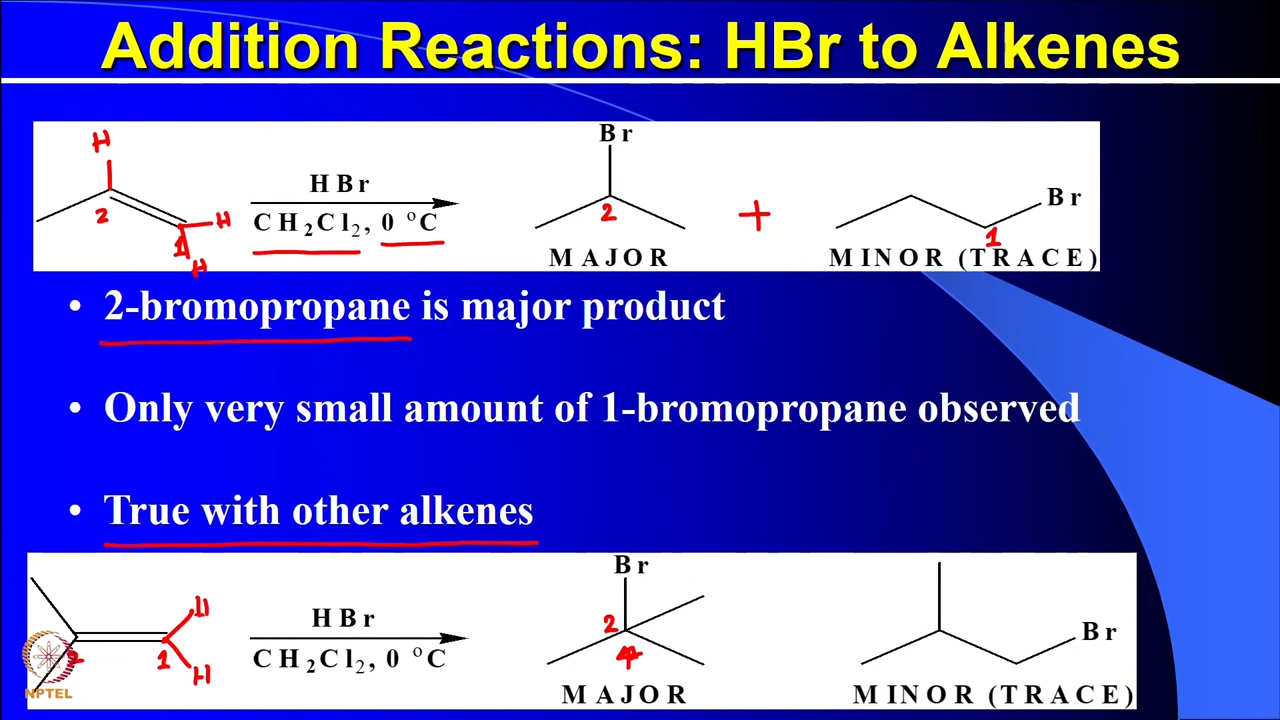 Addition Reactions: HBr to Alkenes
H
2
H
1
H
HBr
CH₂Cl₂, 0 °C
Br
2
MAJOR
+
Br
1
MINOR (TRACE)
• 2-bromopropane is major product
• Only very small amount of 1-bromopropane observed
• True with other alkenes
2
1
H
H
HBr
CH₂Cl₂, 0 °C
Br
2
MAJOR
Br
MINOR (TRACE)
NPTEL